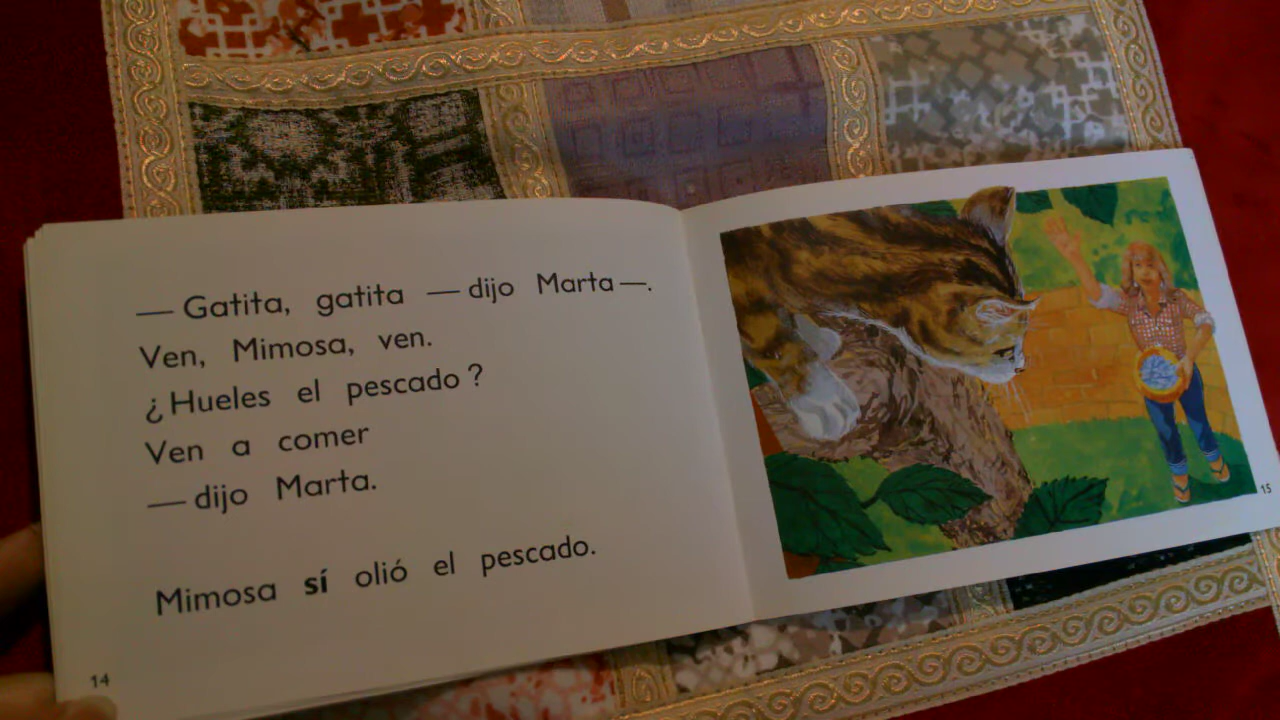 — Gatita, gatita — dijo Marta —.
Ven, Mimosa, ven.
¿Hueles el pescado?
Ven a comer
— dijo Marta.
Mimosa sí olió el pescado.
14
15